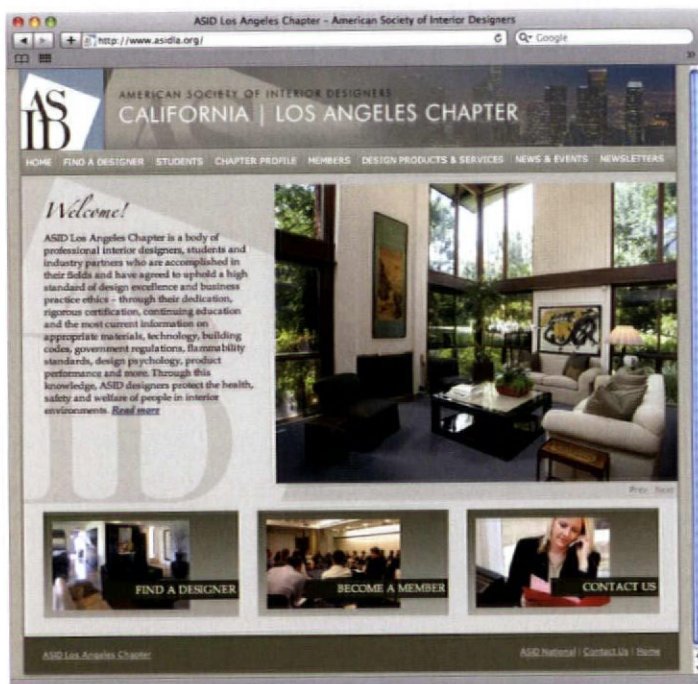 ASID Los Angeles Chapter – American Society of Interior Designers
http://www.asidla.org/
Google
AS
ID
AMERICAN SOCIETY OF INTERIOR DESIGNERS
CALIFORNIA | LOS ANGELES CHAPTER
HOME FIND A DESIGNER STUDENTS CHAPTER PROFILE MEMBERS DESIGN PRODUCTS & SERVICES NEWS & EVENTS NEWSLETTERS
Welcome!
ASID Los Angeles Chapter is a body of
professional interior designers, students and
industry partners who are accomplished in
their fields and have agreed to uphold a high
standard of design excellence and business
practice ethics – through their dedication,
rigorous certification, continuing education
and the most current information on
appropriate materials, technology, building
codes, government regulations, flammability
standards, design psychology, product
performance and more. Through this
knowledge, ASID designers protect the health,
safety and welfare of people in interior
environments. Read more
ID
Prev Next
FIND A DESIGNER
BECOME A MEMBER
CONTACT US
ASID Los Angeles Chapter
ASID National | Contact Us | Home